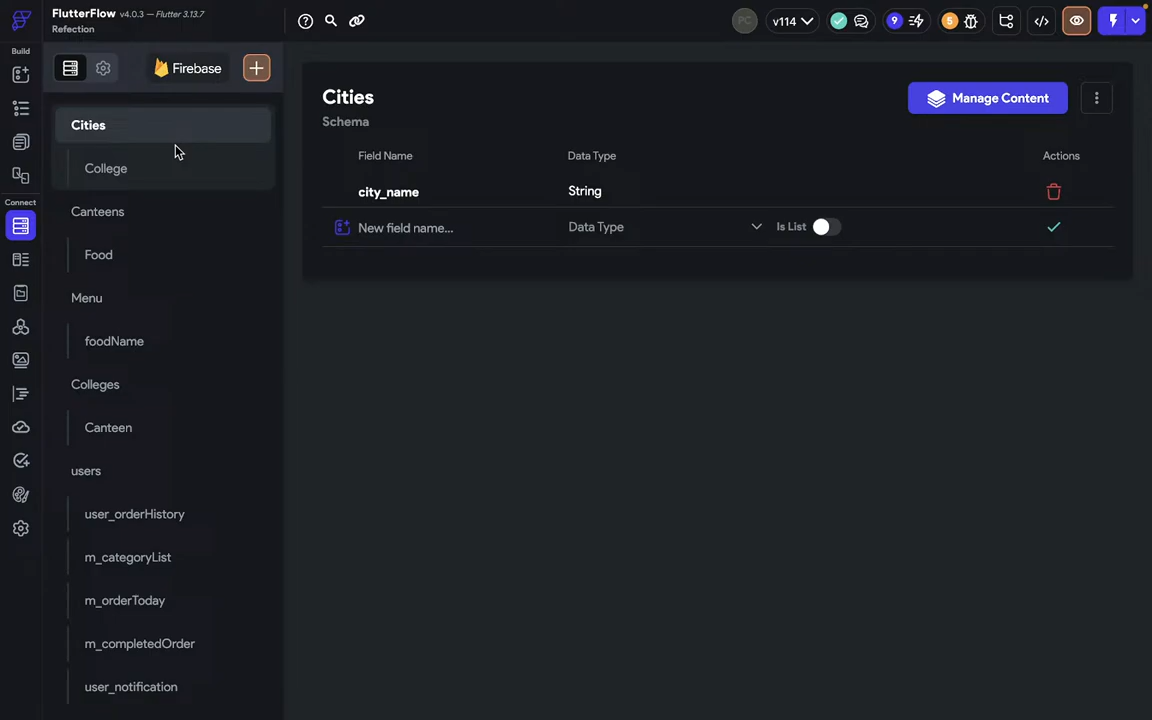 FlutterFlow v4.0.3 — Flutter 3.13.7
Refection
PC
v114
9
5
Build
Connect
Firebase
Cities
College
Canteens
Food
Menu
foodName
Colleges
Canteen
users
user_orderHistory
m_categoryList
m_orderToday
m_completedOrder
user_notification
Cities
Schema
Manage Content
Field Name Data Type Actions
city_name String
New field name... Data Type Is List